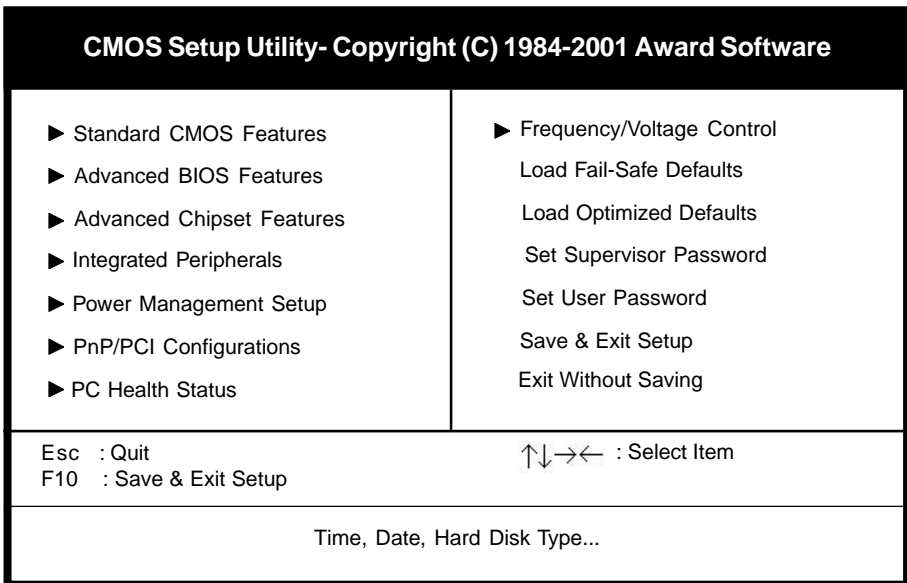 CMOS Setup Utility- Copyright (C) 1984-2001 Award Software
▶ Standard CMOS Features
▶ Advanced BIOS Features
▶ Advanced Chipset Features
▶ Integrated Peripherals
▶ Power Management Setup
▶ PnP/PCI Configurations
▶ PC Health Status
▶ Frequency/Voltage Control
Load Fail-Safe Defaults
Load Optimized Defaults
Set Supervisor Password
Set User Password
Save & Exit Setup
Exit Without Saving
Esc : Quit
F10 : Save & Exit Setup
↑↓→← : Select Item
Time, Date, Hard Disk Type...